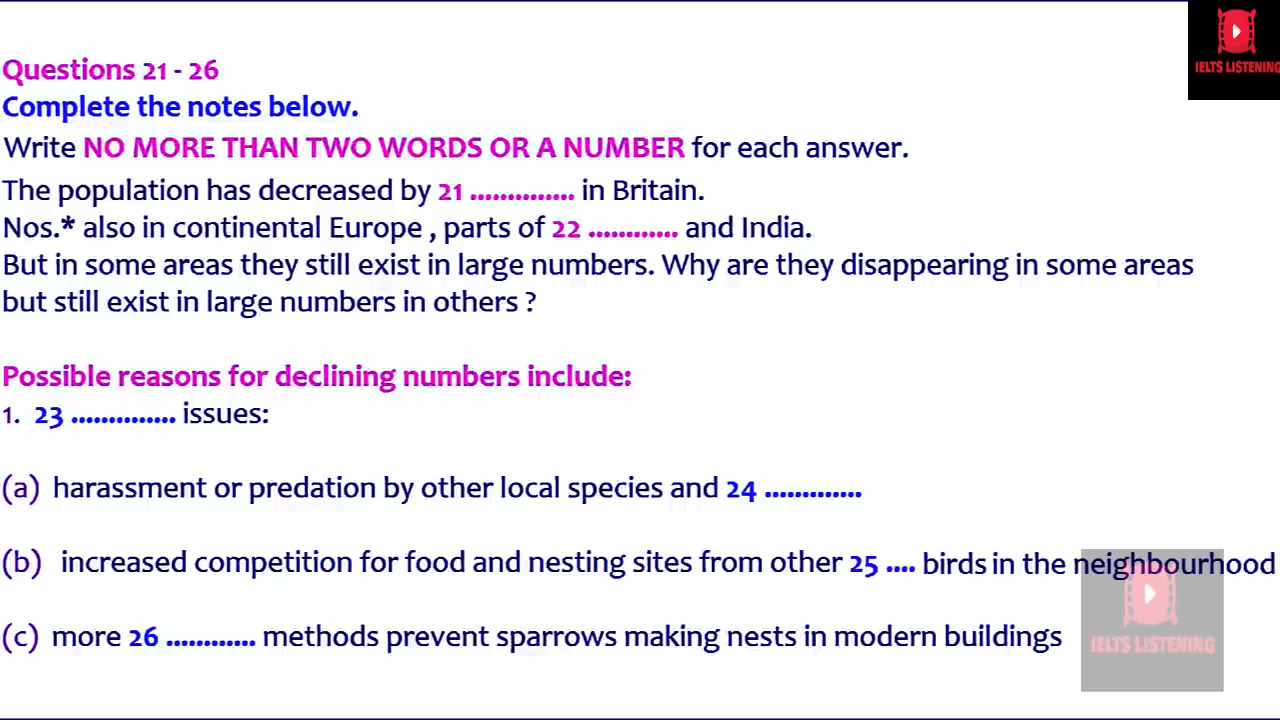 IELTS LISTENING
Questions 21 - 26
Complete the notes below.
Write NO MORE THAN TWO WORDS OR A NUMBER for each answer.
The population has decreased by 21 .............. in Britain.
Nos.* also in continental Europe , parts of 22 ............ and India.
But in some areas they still exist in large numbers. Why are they disappearing in some areas
but still exist in large numbers in others ?
Possible reasons for declining numbers include:
1. 23 .............. issues:
(a) harassment or predation by other local species and 24 .............
(b) increased competition for food and nesting sites from other 25 .... birds in the neighbourhood
(c) more 26 ............ methods prevent sparrows making nests in modern buildings
IELTS LISTENING